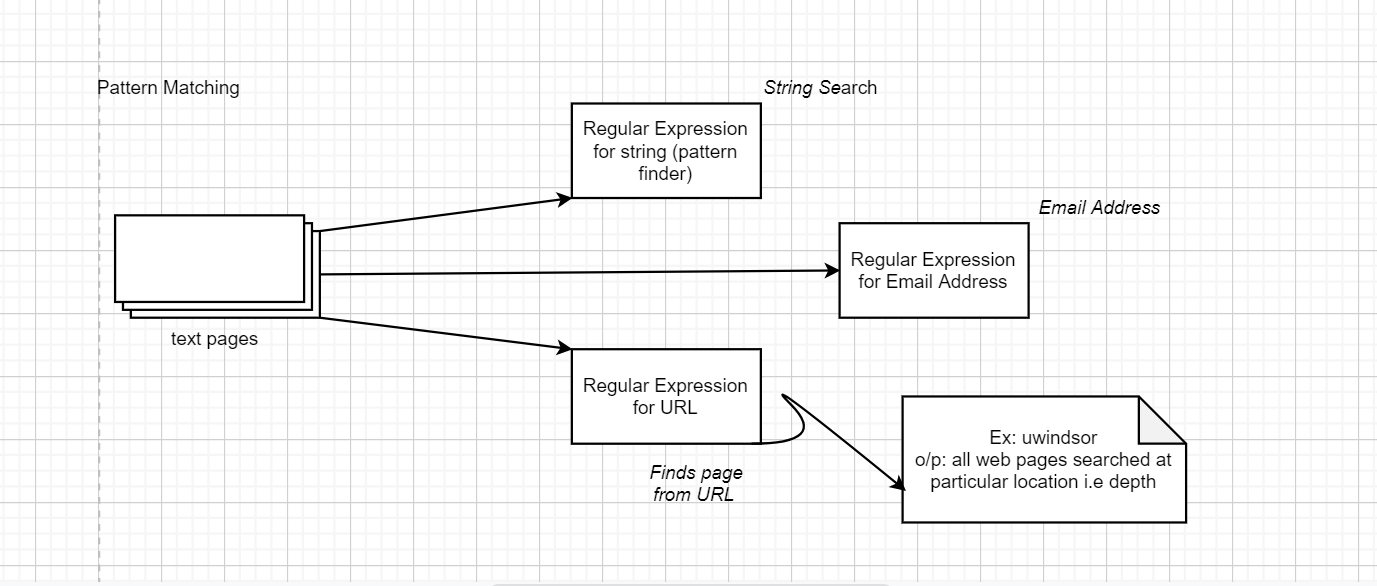 Pattern Matching
String Search
Regular Expression
for string (pattern
finder)
Email Address
Regular Expression
for Email Address
text pages
Regular Expression
for URL
Finds page
from URL
Ex: uwindsor
o/p: all web pages searched at
particular location i.e depth